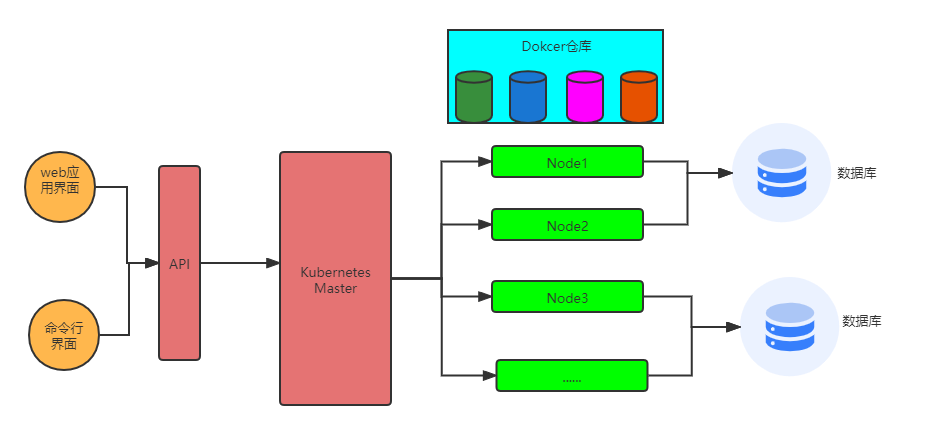 Dokcer仓库
web应
用界面
命令行
界面
API
Kubernetes
Master
Node1
Node2
Node3
......
数据库
数据库